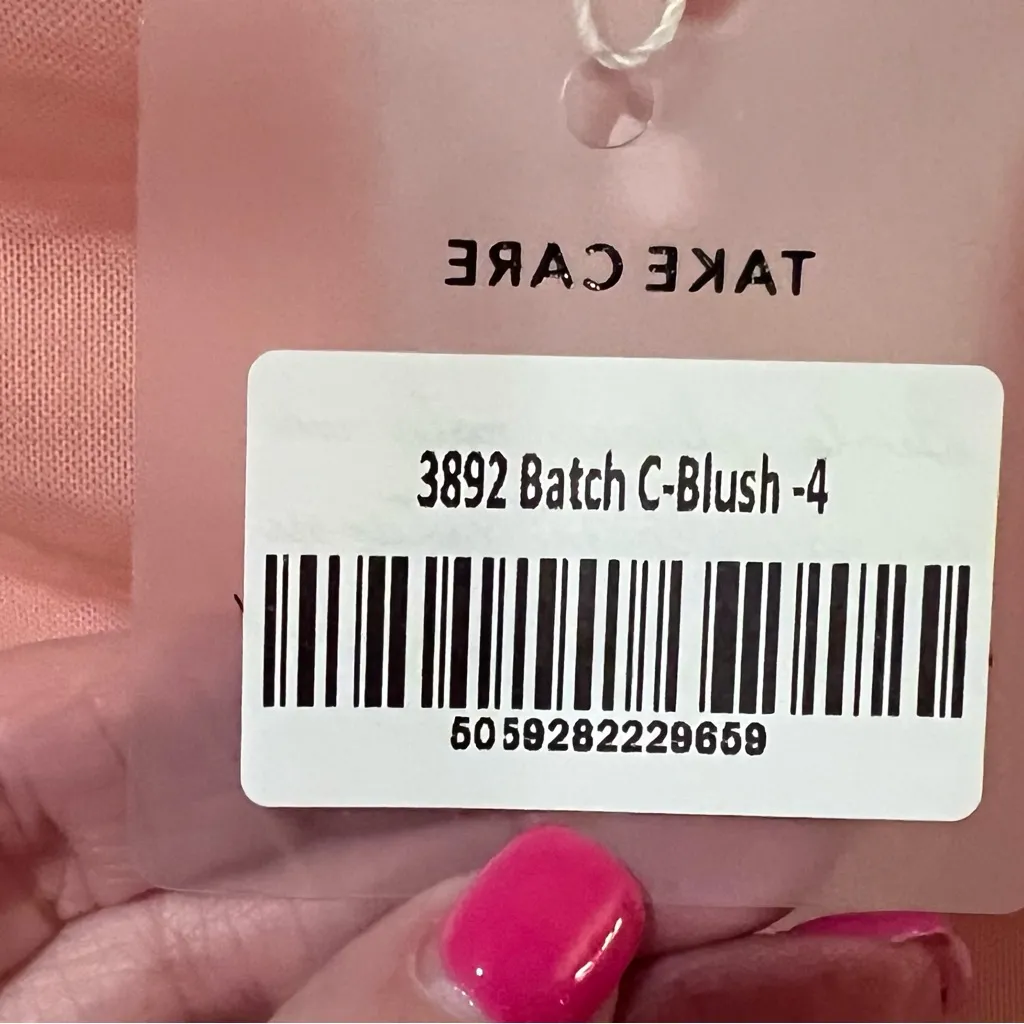 TAKE CARE
3892 Batch C-Blush -4
5059282229659